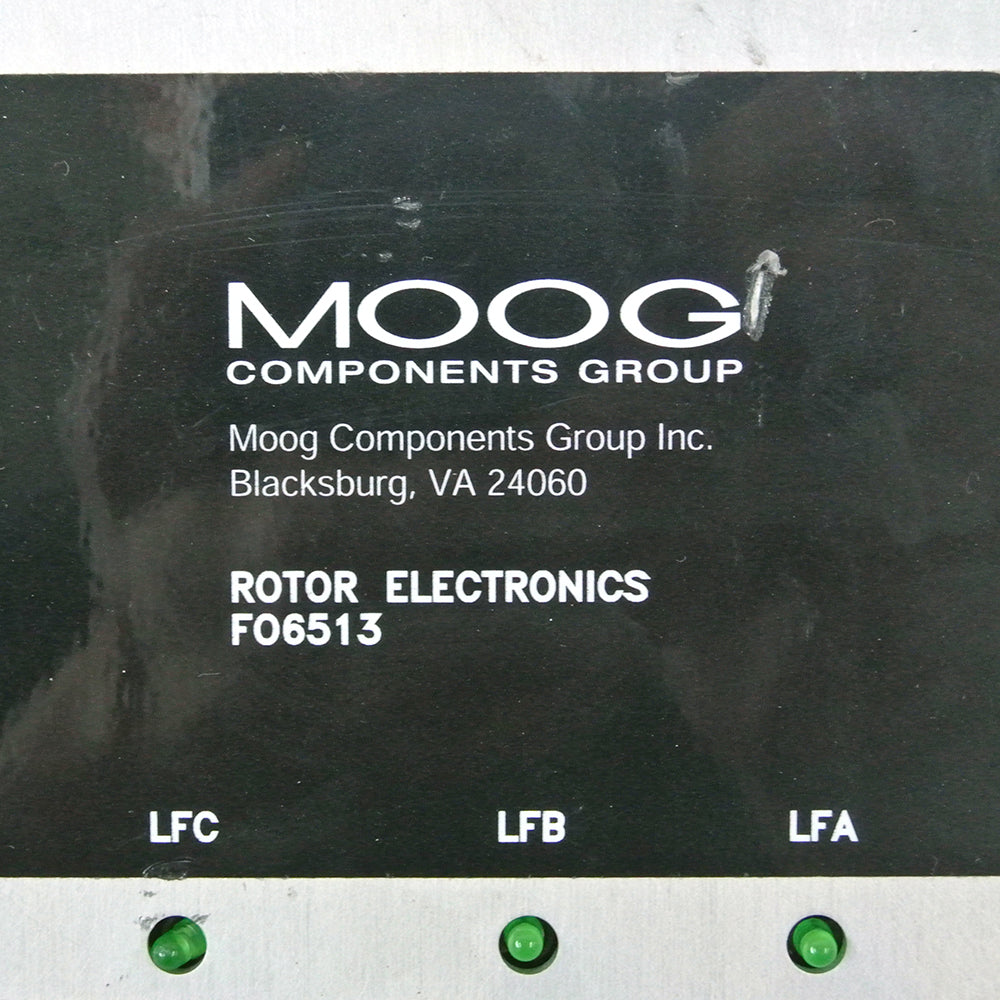 MOOG
COMPONENTS GROUP
Moog Components Group Inc.
Blacksburg, VA 24060
ROTOR ELECTRONICS
FO6513
LFC LFB LFA